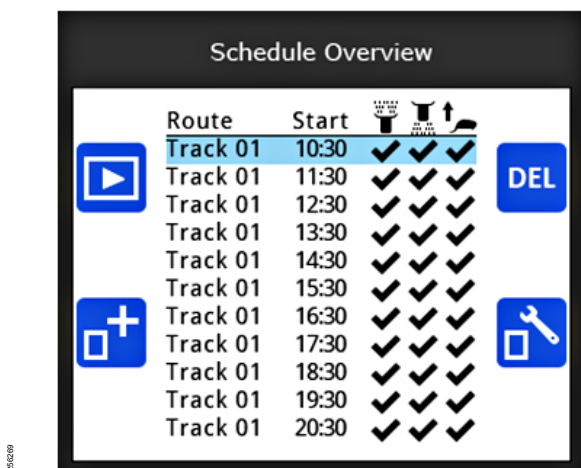 Schedule Overview
Route Start
Track 01 10:30
Track 01 11:30
DEL
Track 01 12:30
Track 01 13:30
Track 01 14:30
Track 01 15:30
Track 01 16:30
Track 01 17:30
Track 01 18:30
Track 01 19:30
Track 01 20:30